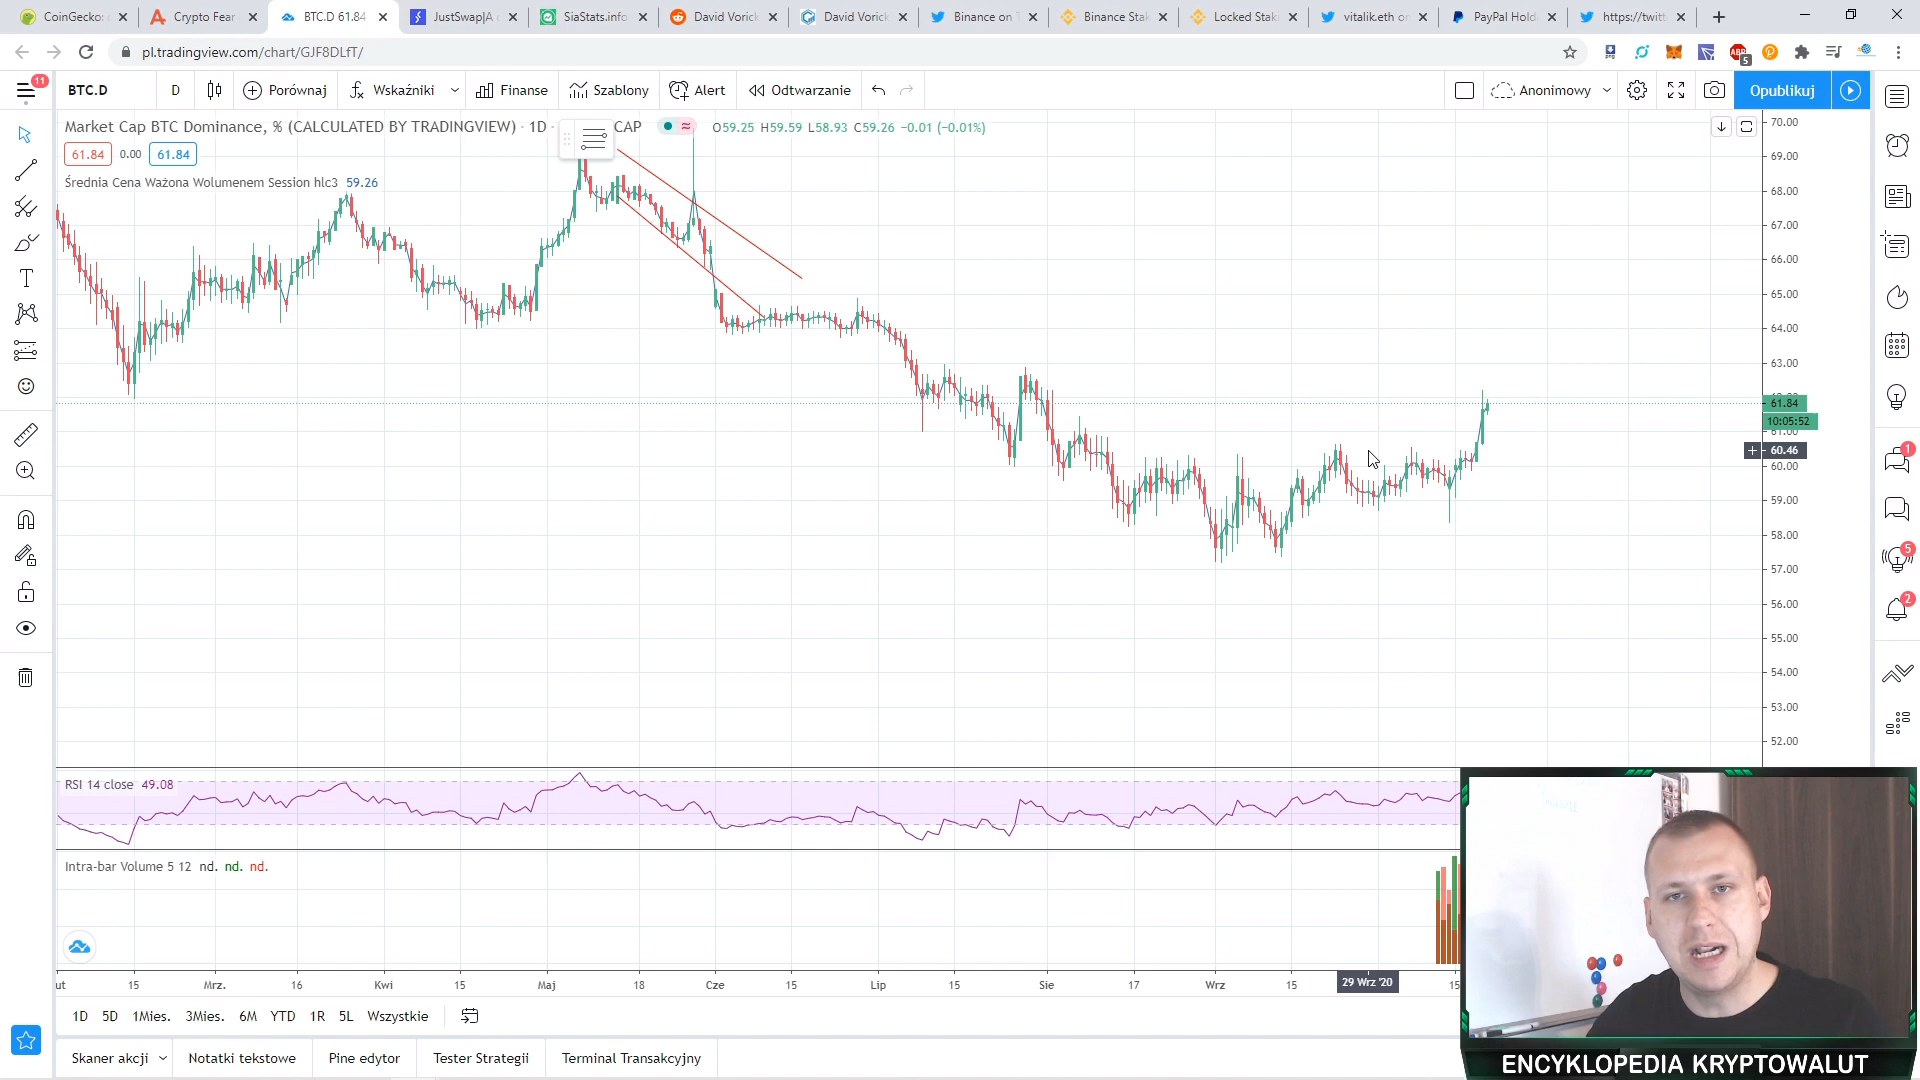 CoinGecko:
Crypto Fear
BTC.D 61.84
JustSwap|A
SiaStats.info
David Vorick
David Vorick
Binance on T
Binance Stak
Locked Stak
vitalik.eth on
PayPal Hold
https://twitt
pl.tradingview.com/chart/GJF8DLfT/
5
11
BTC.D
D
Porównaj
Wskaźniki
Finanse
Szablony
Alert
Odtwarzanie
Anonimowy
Opublikuj
Market Cap BTC Dominance, % (CALCULATED BY TRADINGVIEW) · 1D ·
CAP
O59.25 H59.59 L58.93 C59.26 −0.01 (−0.01%)
61.84 0.00 61.84
Średnia Cena Ważona Wolumenem Session hlc3 59.26
70.00
69.00
68.00
67.00
66.00
65.00
64.00
63.00
61.84
10:05:52
61.00
60.46
60.00
59.00
58.00
57.00
56.00
55.00
54.00
53.00
52.00
1
5
2
RSI 14 close 49.08
Intra-bar Volume 5 12 nd. nd. nd.
ut 15 Mrz. 16 Kwi 15 Maj 18 Cze 15 Lip 15 Sie 17 Wrz 15 29 Wrz '20 15
1D 5D 1Mies. 3Mies. 6M YTD 1R 5L Wszystkie
Skaner akcji Notatki tekstowe Pine edytor Tester Strategii Terminal Transakcyjny
ENCYKLOPEDIA KRYPTOWALUT